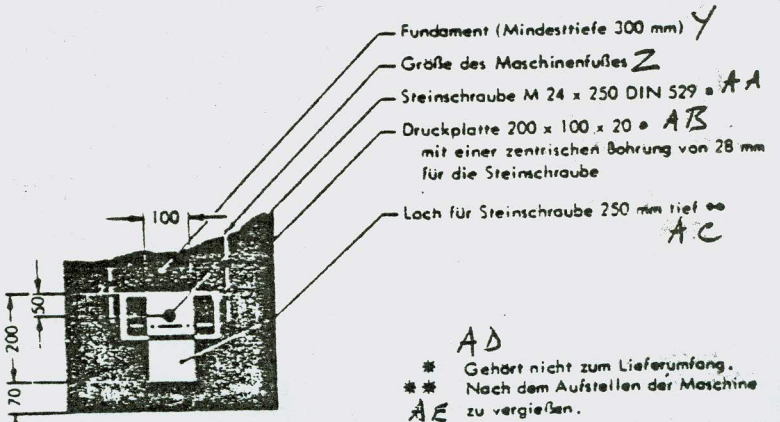 Fundament (Mindesttiefe 300 mm) Y
Größe des Maschinenfußes Z
Steinschraube M 24 x 250 DIN 529 * AA
Druckplatte 200 x 100 x 20 * AB
mit einer zentrischen Bohrung von 28 mm
für die Steinschraube
100
Loch für Steinschraube 250 mm tief **
AC
50
200
70
AD
* Gehört nicht zum Lieferumfang.
** Nach dem Aufstellen der Maschine
AE zu vergießen.